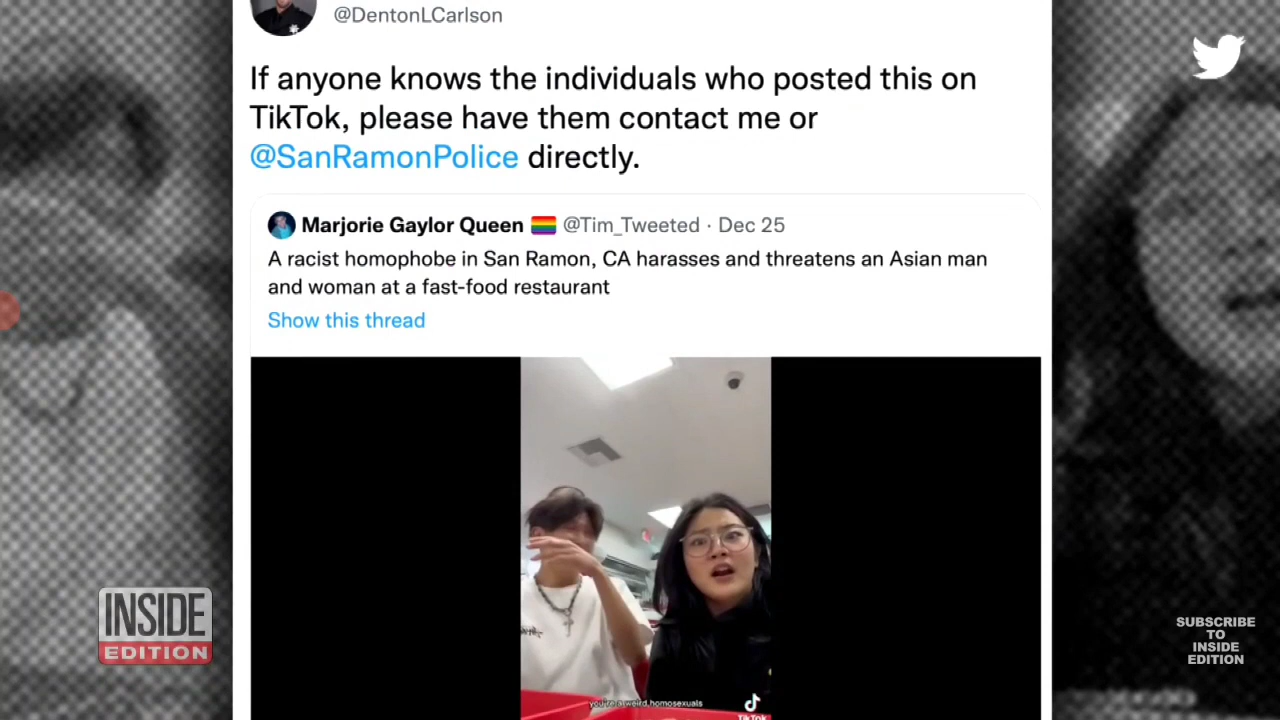 @DentonLCarlson
If anyone knows the individuals who posted this on
TikTok, please have them contact me or
@SanRamonPolice directly.
Marjorie Gaylor Queen 🏳️‍🌈 @Tim_Tweeted · Dec 25
A racist homophobe in San Ramon, CA harasses and threatens an Asian man
and woman at a fast-food restaurant
Show this thread
you're a weird homosexuals
TikTok
INSIDE
EDITION
SUBSCRIBE
TO
INSIDE
EDITION